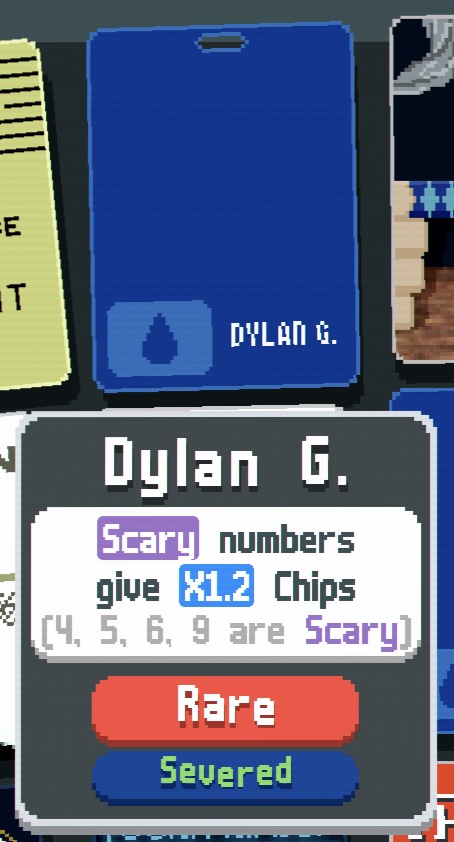 DYLAN G.
Dylan G.
Scary numbers
give X1.2 Chips
(4, 5, 6, 9 are Scary)
Rare
Severed